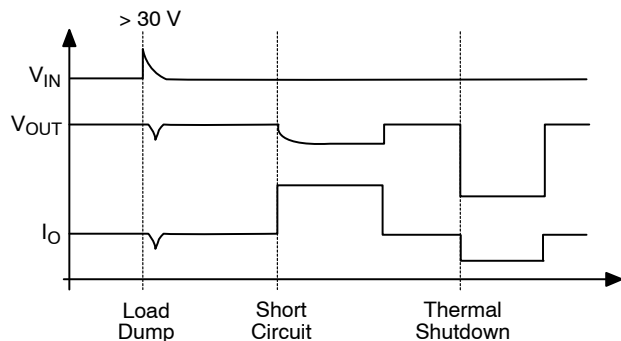 > 30 V
V_IN
V_OUT
I_O
Load
Dump
Short
Circuit
Thermal
Shutdown